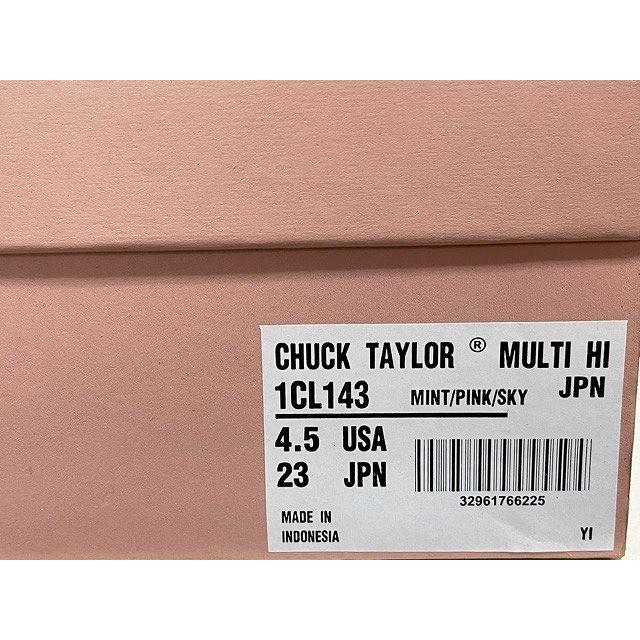 CHUCK TAYLOR ® MULTI HI
1CL143 MINT/PINK/SKY JPN
4.5 USA
23 JPN
32961766225
MADE IN
INDONESIA
YI